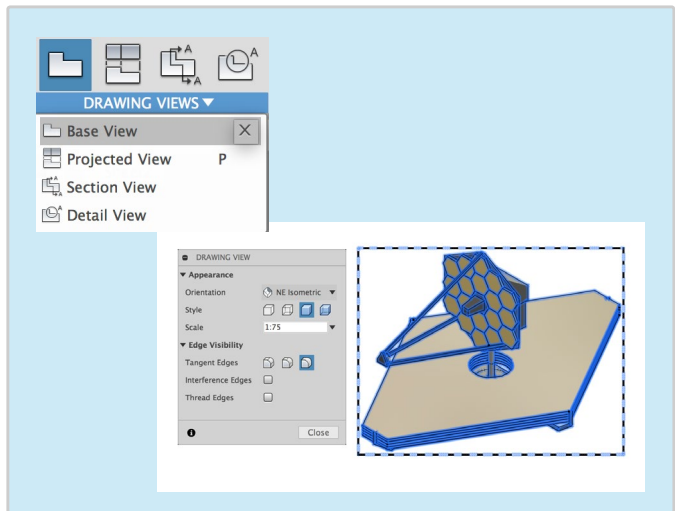 A
A
A
DRAWING VIEWS ▼
Base View
Projected View P
Section View
Detail View
DRAWING VIEW
▼ Appearance
Orientation NE Isometric ▼
Style
Scale 1:75 ▼
▼ Edge Visibility
Tangent Edges
Interference Edges
Thread Edges
Close